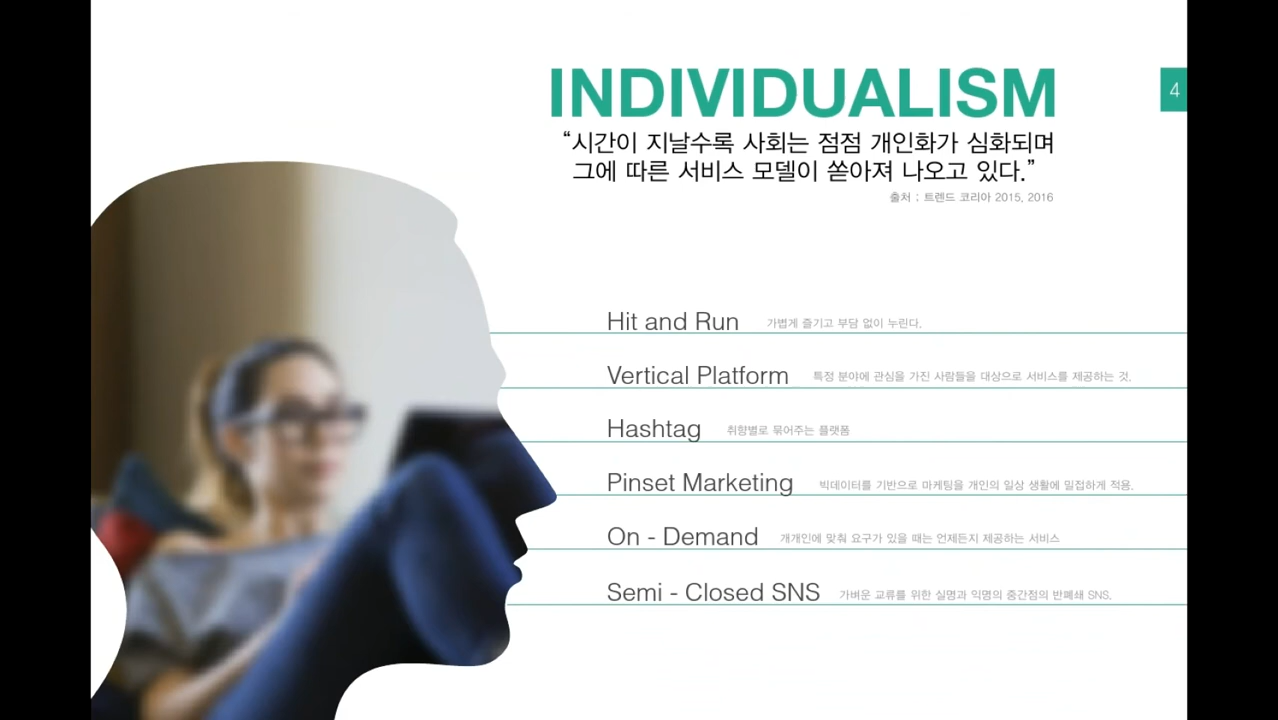 INDIVIDUALISM
4
“시간이 지날수록 사회는 점점 개인화가 심화되며
그에 따른 서비스 모델이 쏟아져 나오고 있다.”
출처 : 트렌드 코리아 2015, 2016
Hit and Run 가볍게 즐기고 부담 없이 누린다.
Vertical Platform 특정 분야에 관심을 가진 사람들을 대상으로 서비스를 제공하는 것.
Hashtag 취향별로 묶어주는 플랫폼
Pinset Marketing 빅데이터를 기반으로 마케팅을 개인의 일상 생활에 밀접하게 적용.
On - Demand 개개인에 맞춰 요구가 있을 때는 언제든지 제공하는 서비스
Semi - Closed SNS 가벼운 교류를 위한 실명과 익명의 중간점의 반폐쇄 SNS.